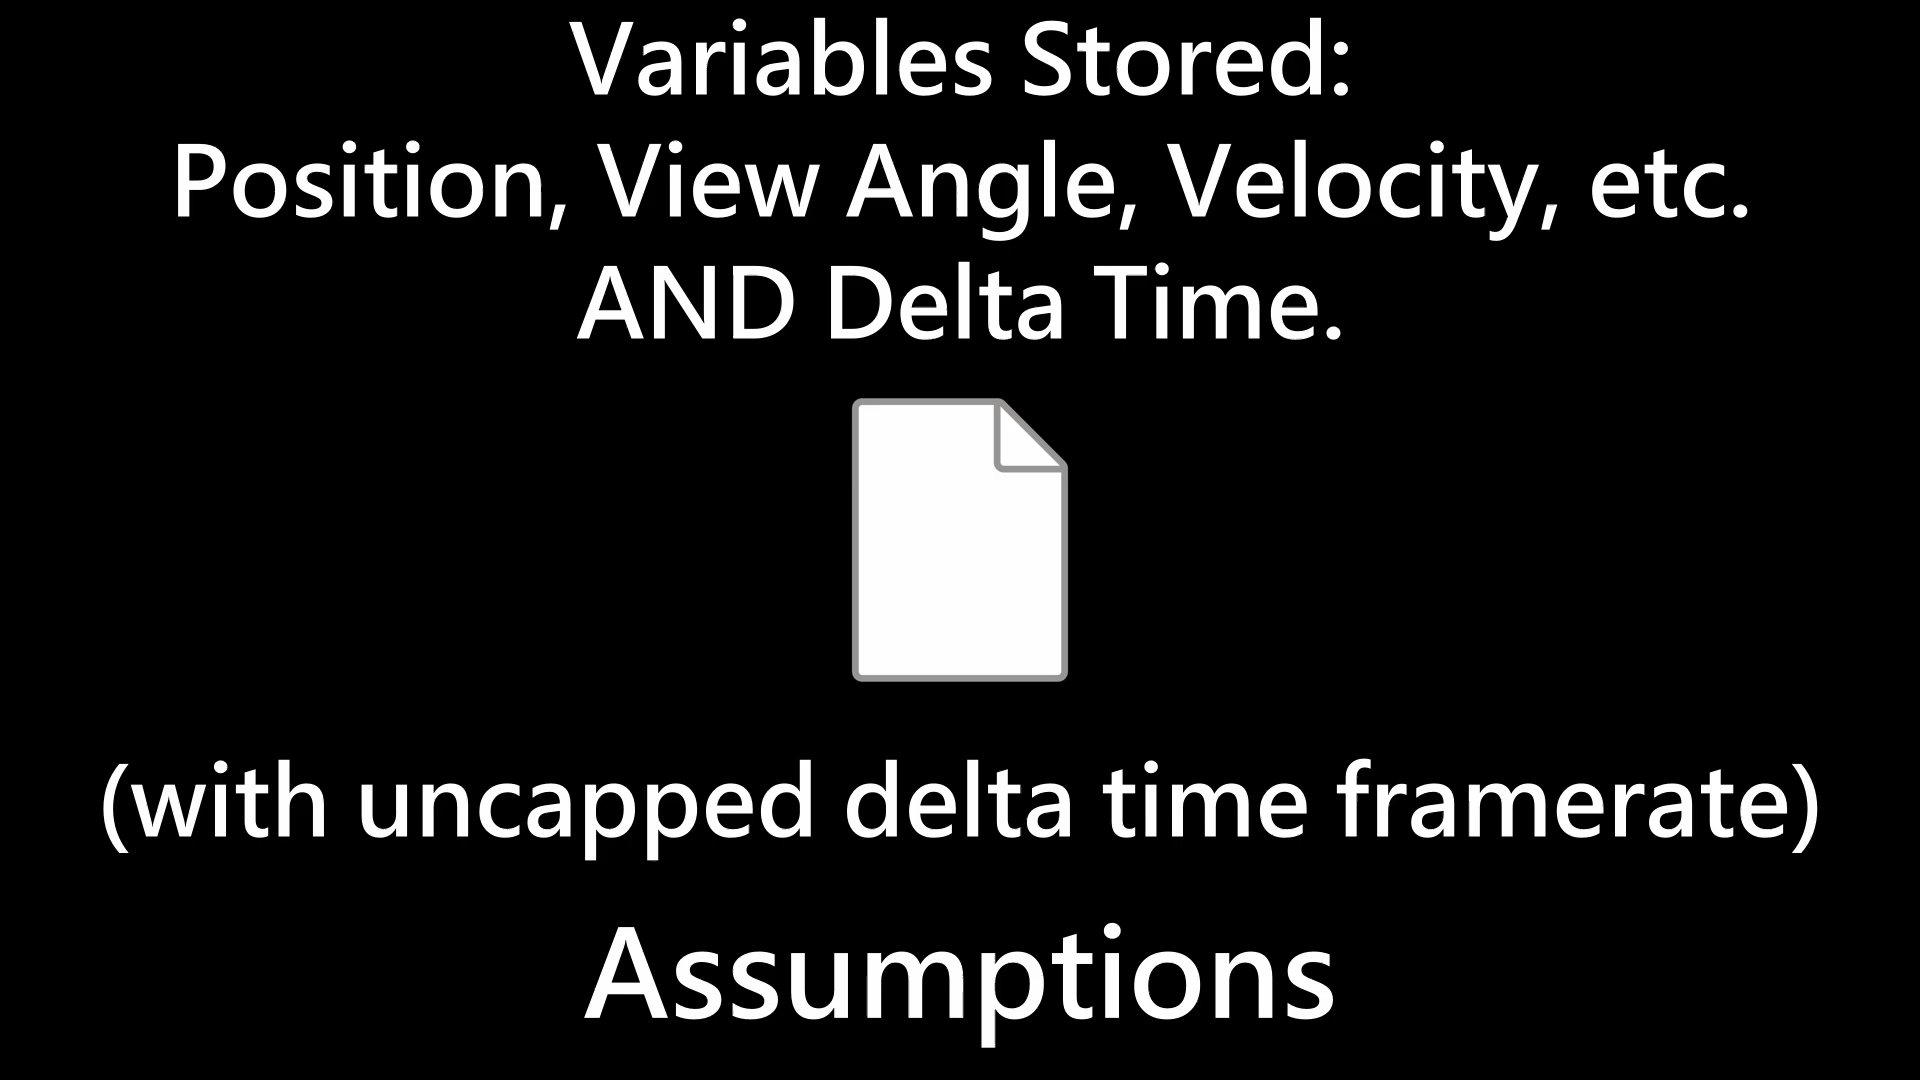 Variables Stored:
Position, View Angle, Velocity, etc.
AND Delta Time.
(with uncapped delta time framerate)
Assumptions